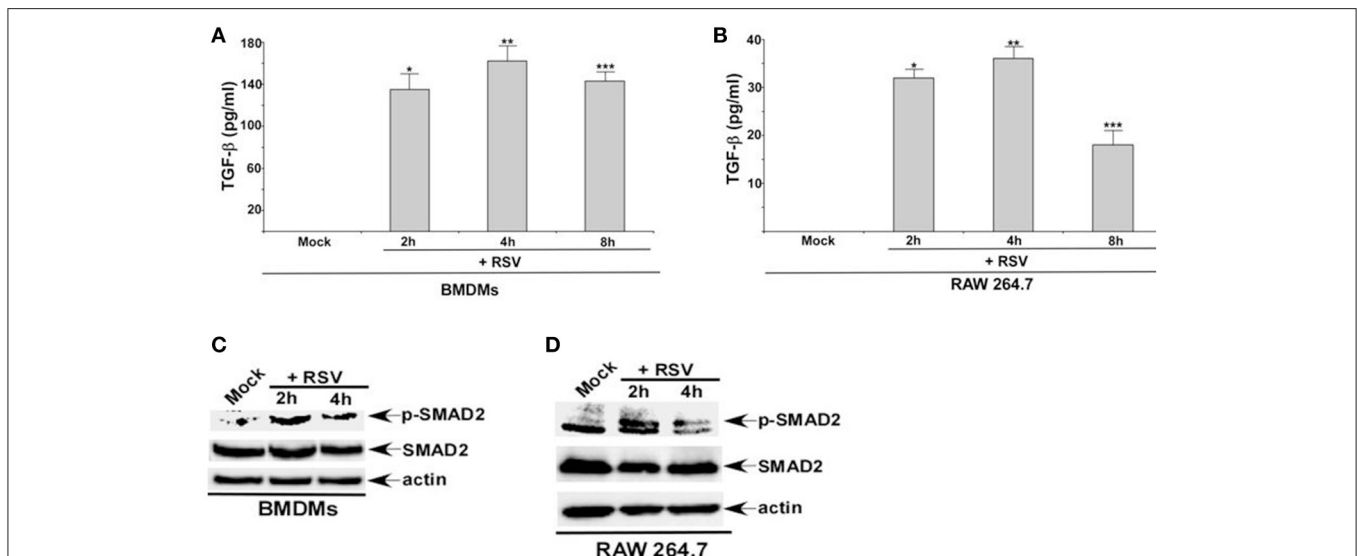 A
TGF-β (pg/ml)
180
140
100
60
20
*
**
***
Mock
2h
4h
8h
+ RSV
BMDMs
B
TGF-β (pg/ml)
40
30
20
10
*
**
***
Mock
2h
4h
8h
+ RSV
RAW 264.7
C
Mock
+ RSV
2h
4h
p-SMAD2
SMAD2
actin
BMDMs
D
Mock
+ RSV
2h
4h
p-SMAD2
SMAD2
actin
RAW 264.7